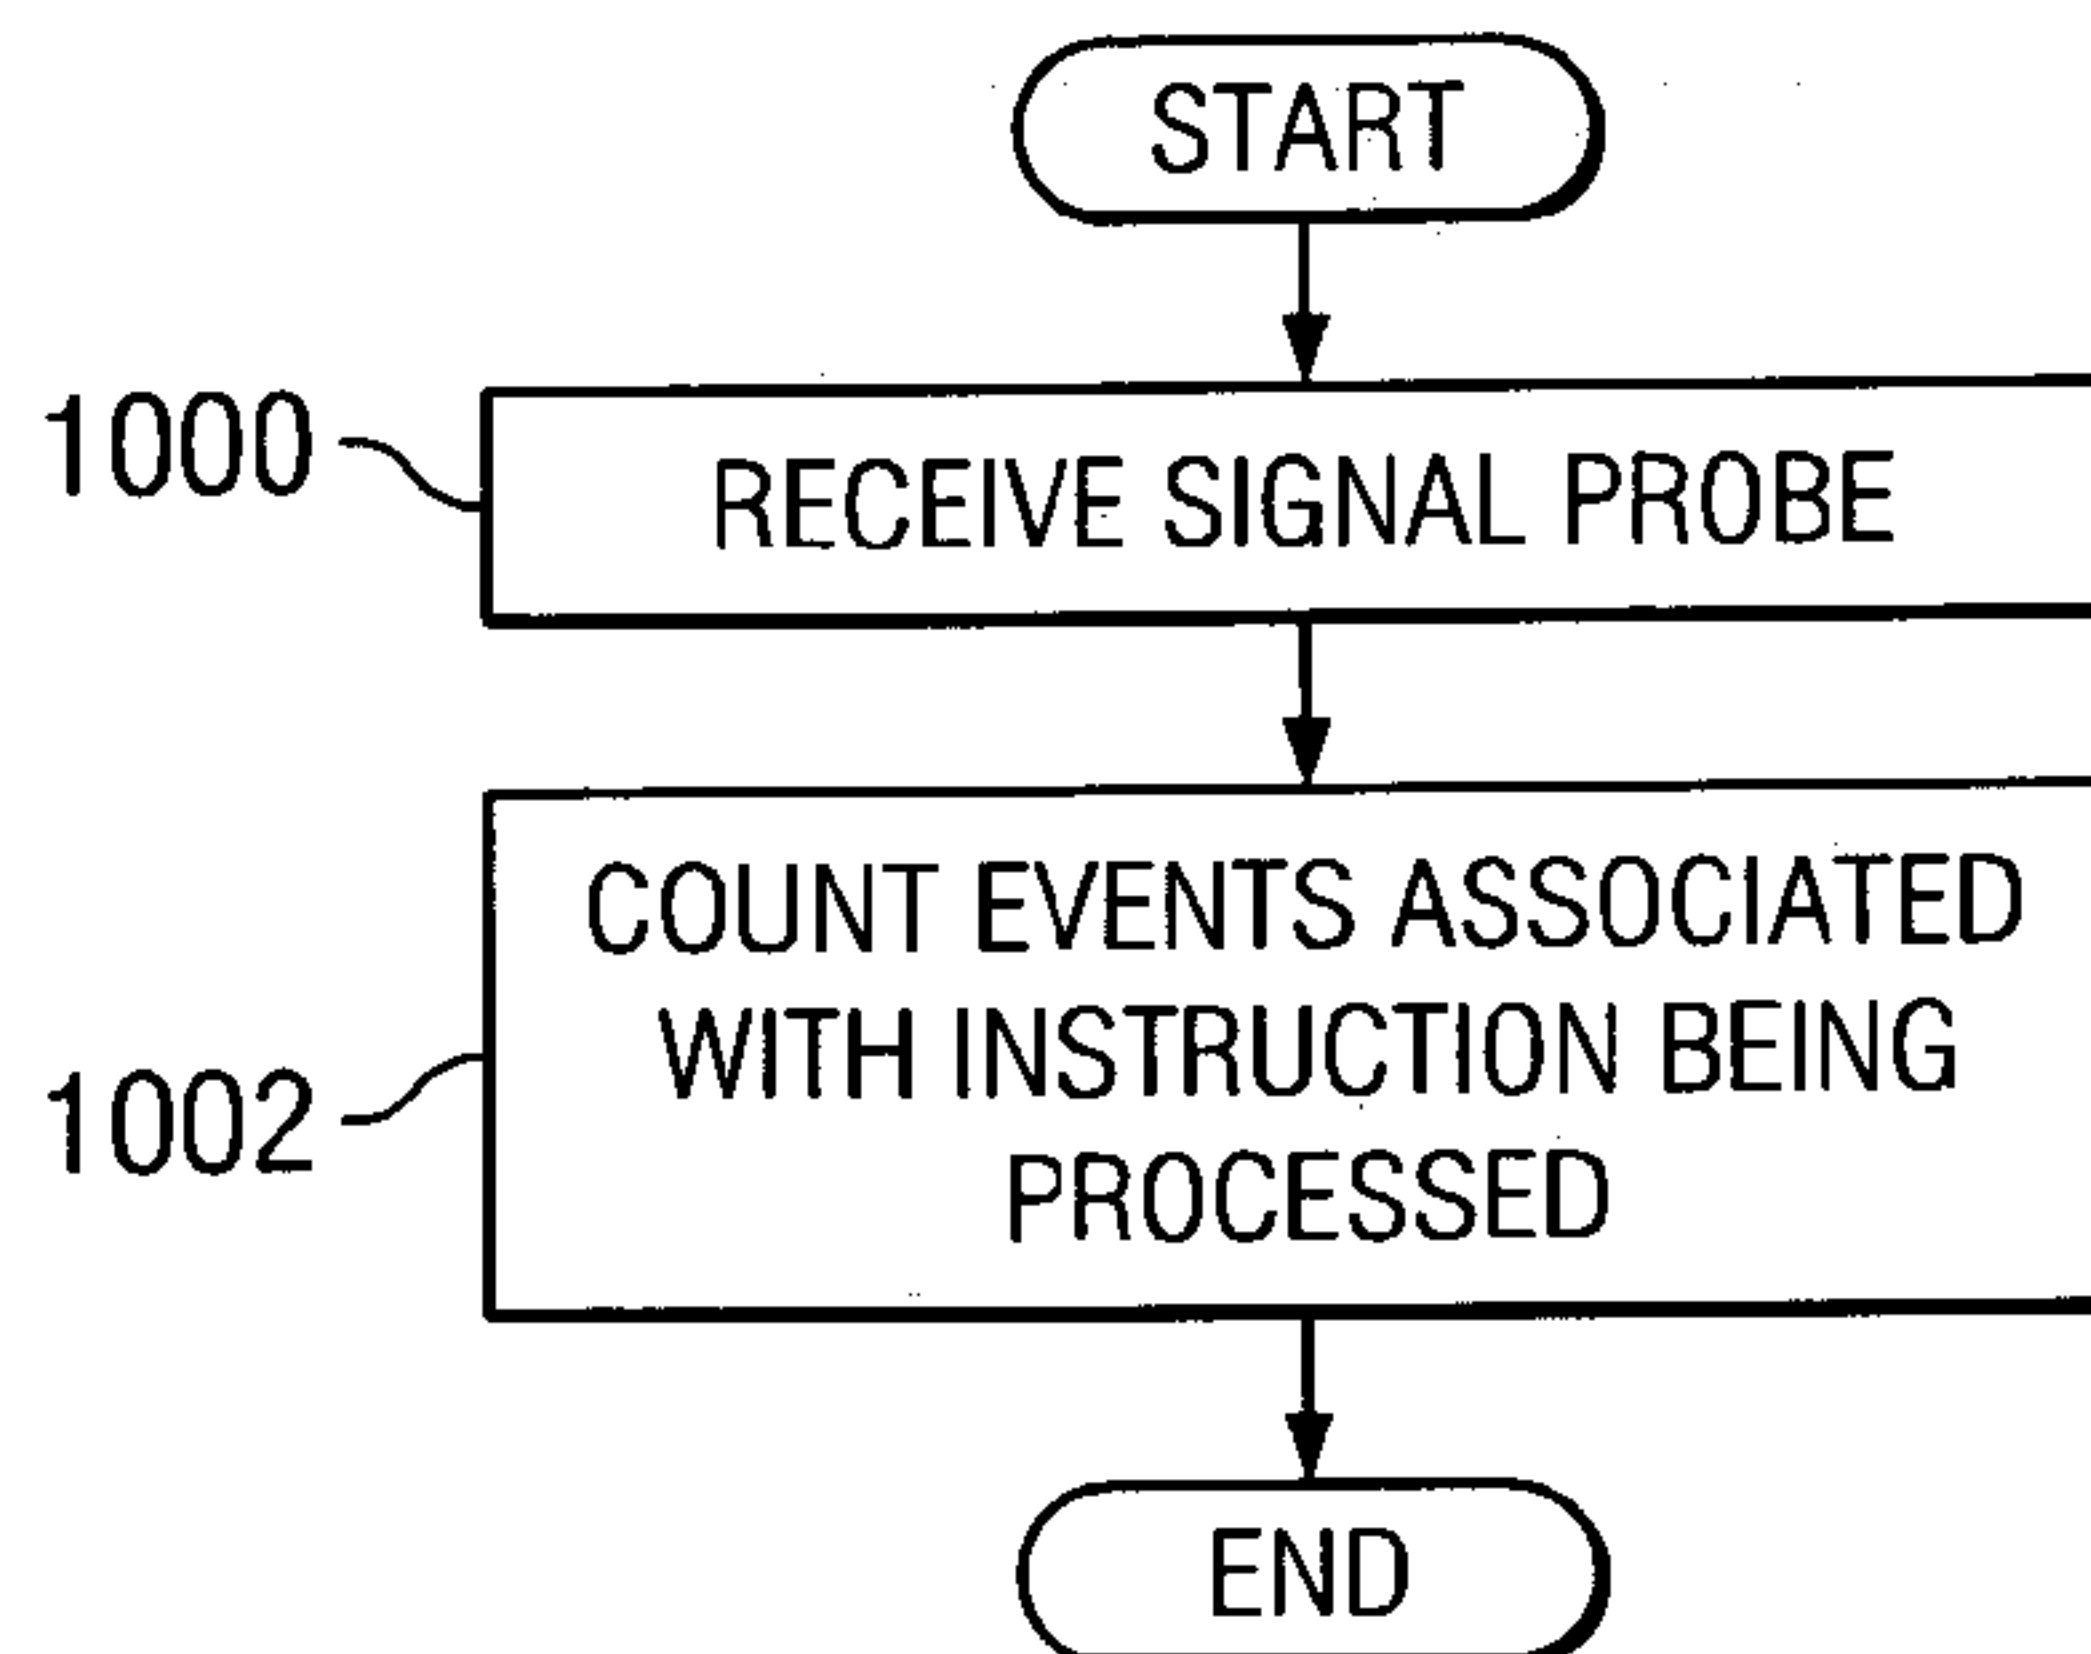 START
1000
RECEIVE SIGNAL PROBE
COUNT EVENTS ASSOCIATED
WITH INSTRUCTION BEING
PROCESSED
1002
END